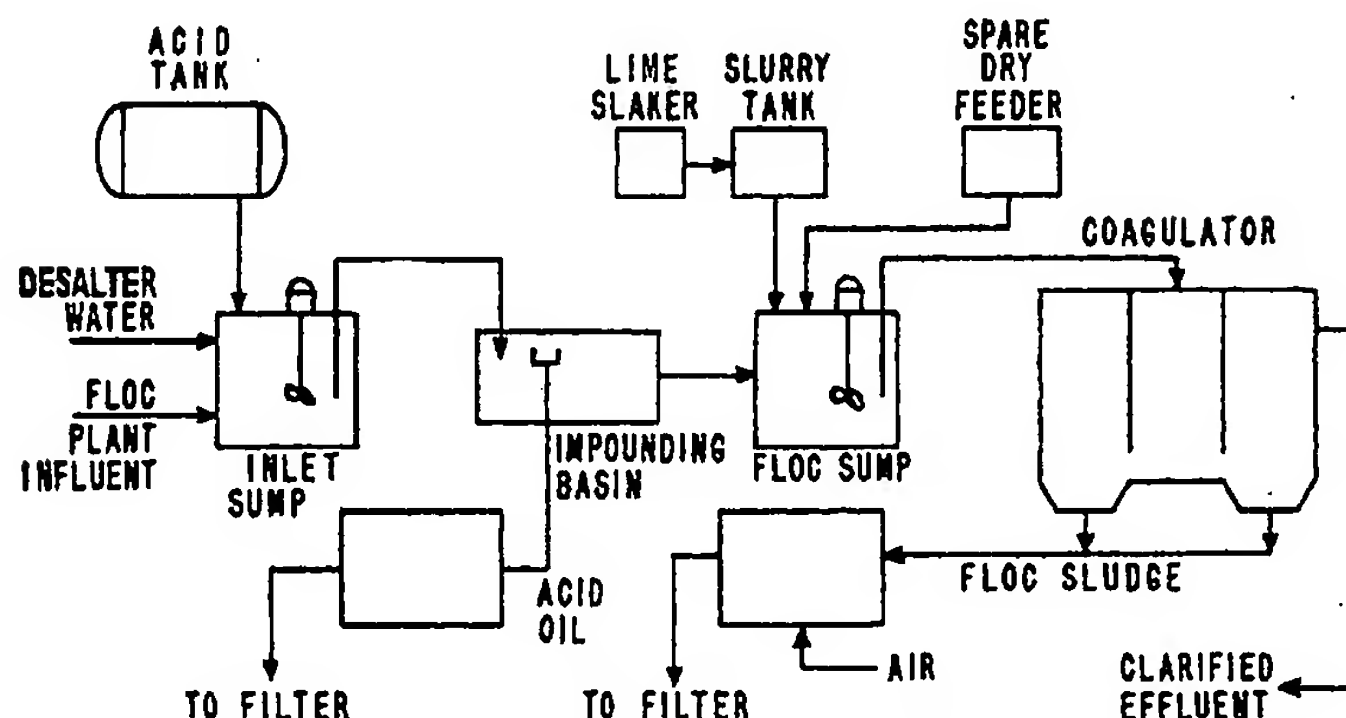 ACID
TANK
LIME
SLAKER
SLURRY
TANK
SPARE
DRY
FEEDER
COAGULATOR
DESALTER
WATER
FLOC
PLANT
INFLUENT
INLET
SUMP
IMPOUNDING
BASIN
FLOC SUMP
ACID
OIL
FLOC SLUDGE
AIR
TO FILTER
TO FILTER
CLARIFIED
EFFLUENT